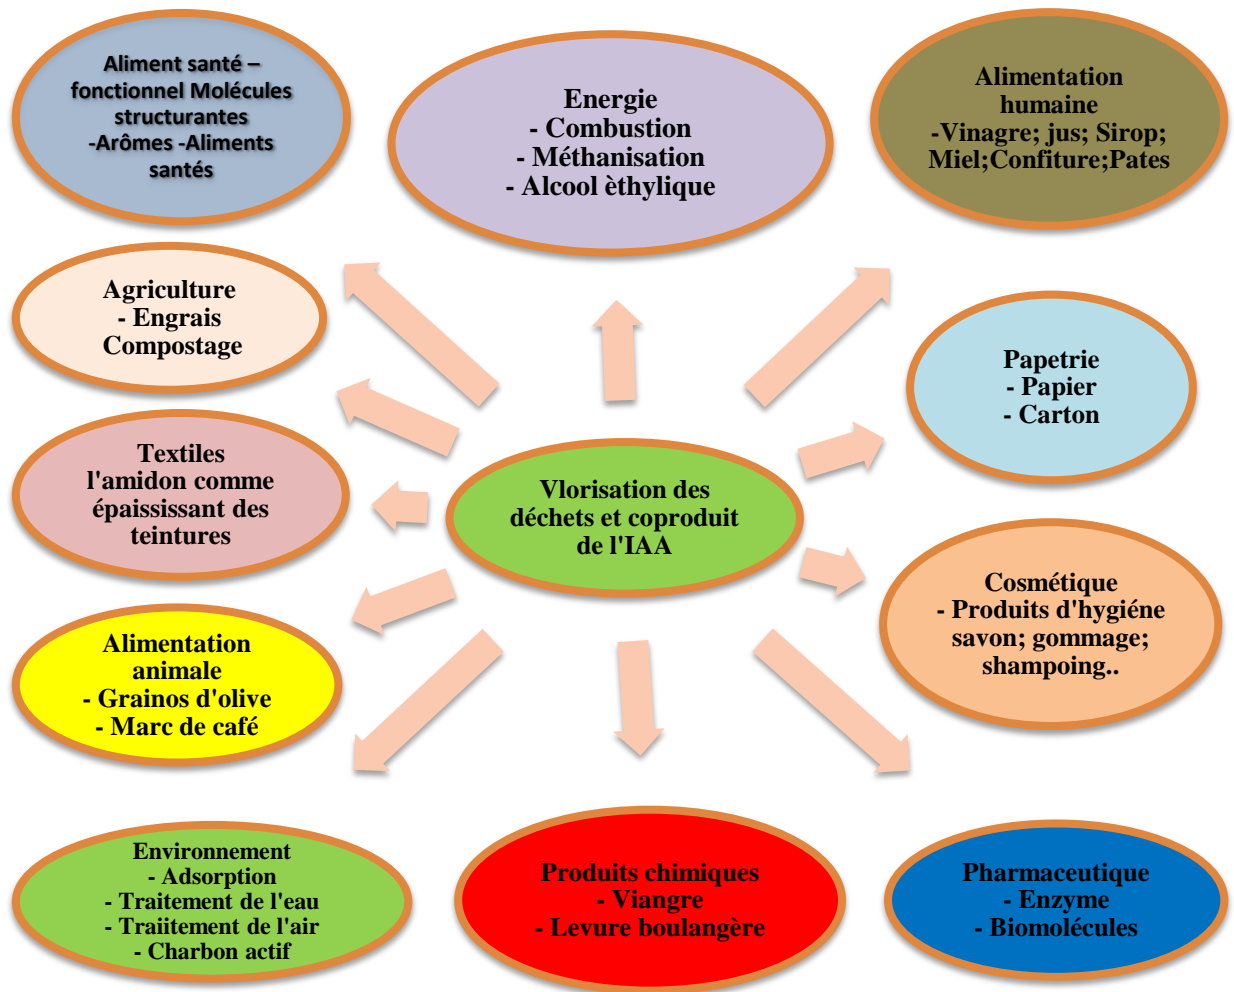 Aliment santé –
fonctionnel Molécules
structurantes
-Arômes -Aliments
santés
Energie
- Combustion
- Méthanisation
- Alcool èthylique
Alimentation
humaine
-Vinagre; jus; Sirop;
Miel;Confiture;Pates
Agriculture
- Engrais
Compostage
Papetrie
- Papier
- Carton
Textiles
l'amidon comme
épaississant des
teintures
Vlorisation des
déchets et coproduit
de l'IAA
Cosmétique
- Produits d'hygiéne
savon; gommage;
shampoing..
Alimentation
animale
- Grainos d'olive
- Marc de café
Environnement
- Adsorption
- Traitement de l'eau
- Traiitement de l'air
- Charbon actif
Produits chimiques
- Viangre
- Levure boulangère
Pharmaceutique
- Enzyme
- Biomolécules